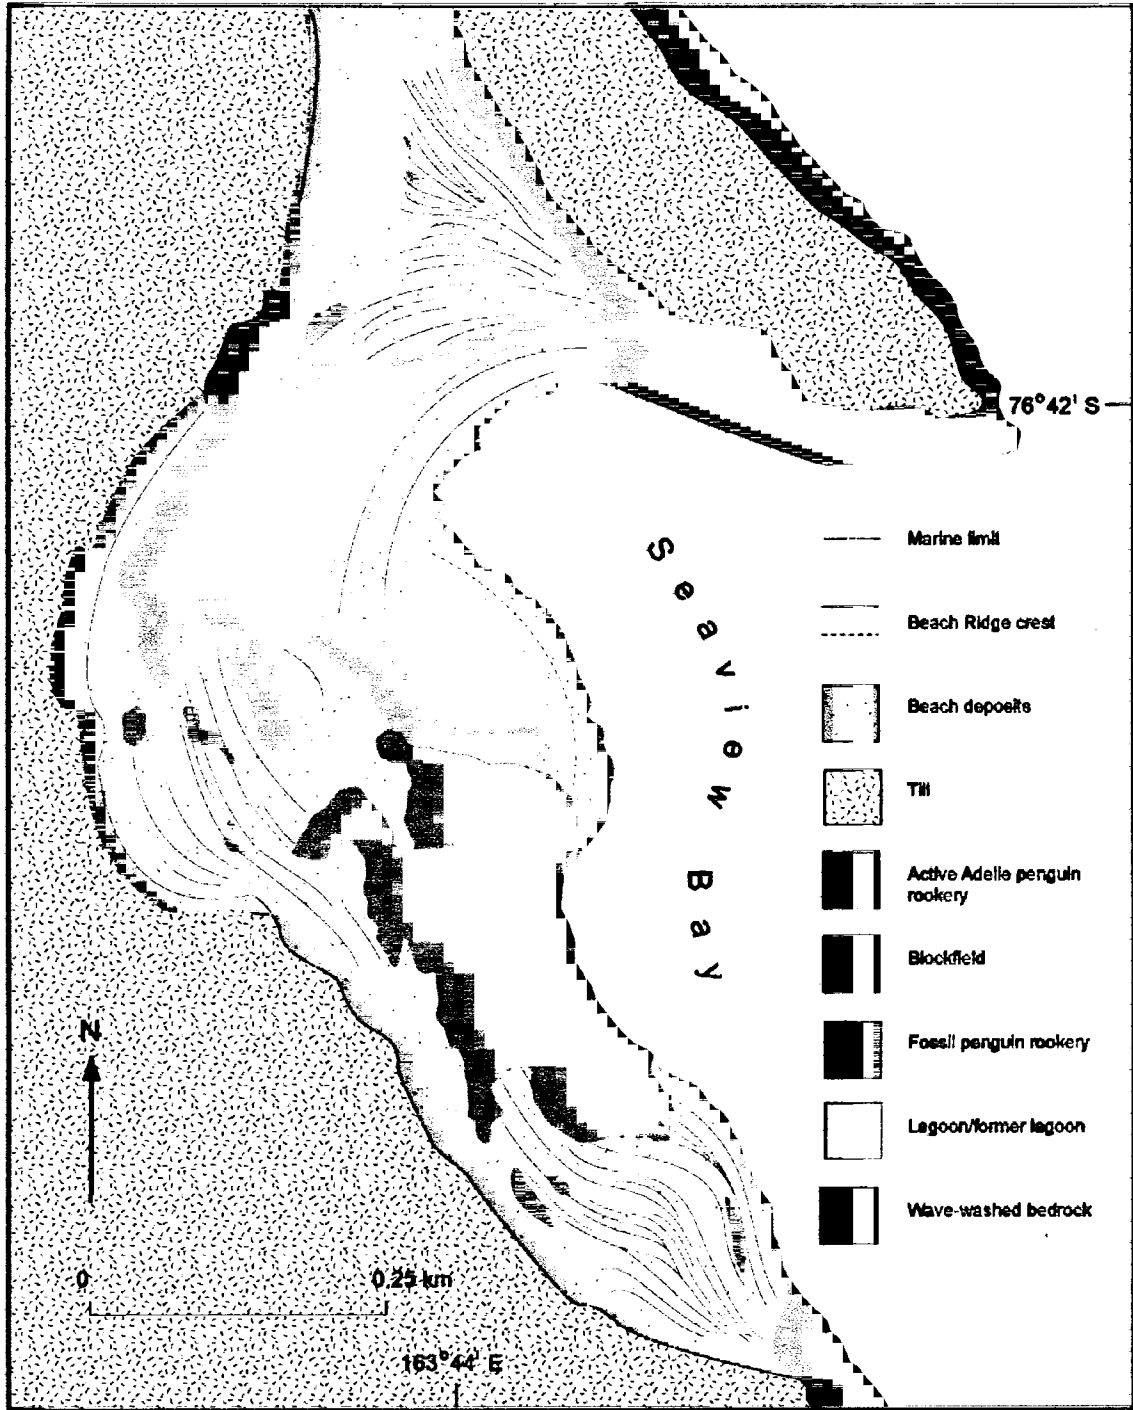 76°42' S
Seaview Bay
Marine limit
Beach Ridge crest
Beach deposits
Till
Active Adelie penguin
rookery
Blockfield
Fossil penguin rookery
Lagoon/former lagoon
Wave-washed bedrock
N
0 0.25 km
163°44' E